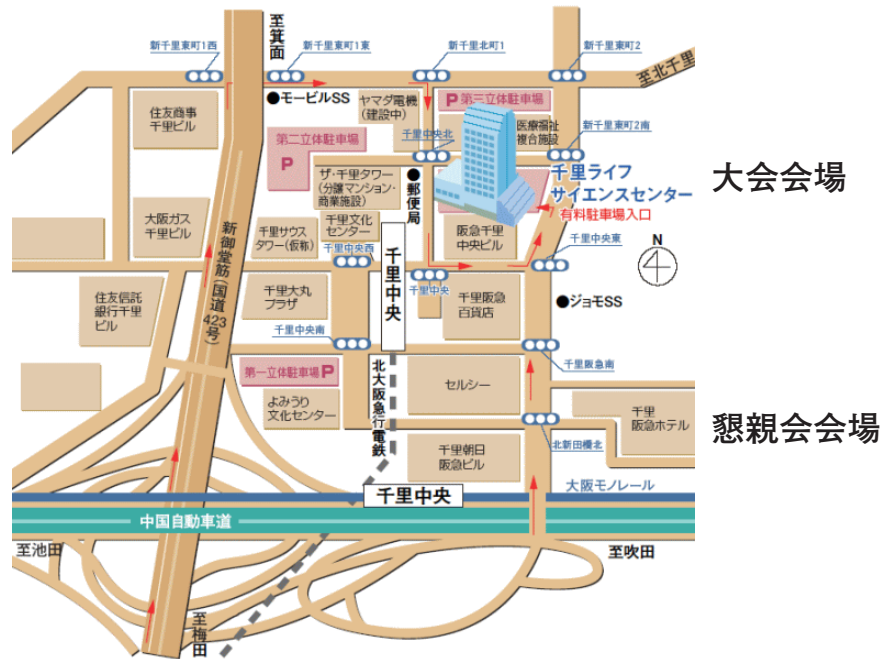 至箕面
新千里東町1西
新千里東町1東
新千里北町1
新千里東町2
至北千里
●モービルSS
ヤマダ電機
(建設中)
P 第三立体駐車場
住友商事
千里ビル
第二立体駐車場
P
千里中央北
医療福祉
複合施設
新千里東町2南
ザ・千里タワー
(分譲マンション・
商業施設)
●郵便局
千里ライフ
サイエンスセンター
有料駐車場入口
大会会場
大阪ガス
千里ビル
新御堂筋(国道423号)
千里サウス
タワー(仮称)
千里文化
センター
千里中央西
千里中央
阪急千里
中央ビル
千里中央東
N
住友信託
銀行千里
ビル
千里大丸
プラザ
千里中央
千里阪急
百貨店
●ジョモSS
千里中央南
千里阪急南
第一立体駐車場P
北大阪急行電鉄
セルシー
よみうり
文化センター
千里
阪急ホテル
懇親会会場
北新田橋北
千里朝日
阪急ビル
大阪モノレール
千里中央
中国自動車道
至池田
至吹田
至梅田